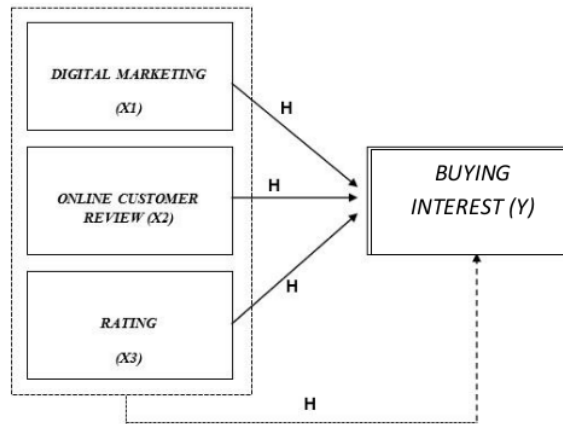 DIGITAL MARKETING
(X1)
H
ONLINE CUSTOMER
REVIEW (X2)
H
BUYING
INTEREST (Y)
RATING
(X3)
H
H